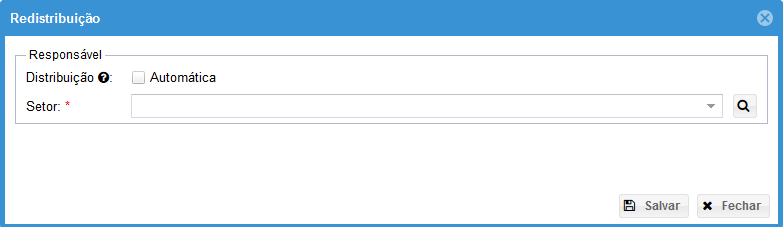 Redistribuição
Responsável
Distribuição ?: Automática
Setor: *
Salvar Fechar